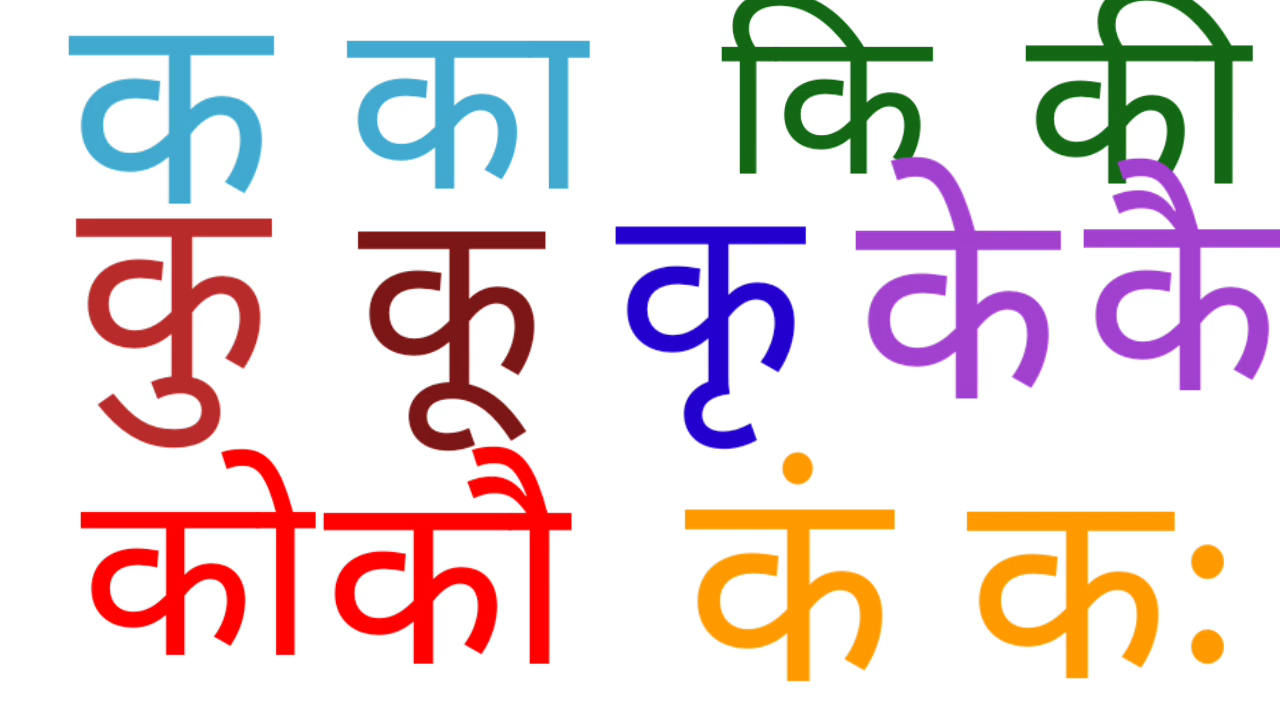 क का कि की
कु कू कृ के कै
को कौ कं कः